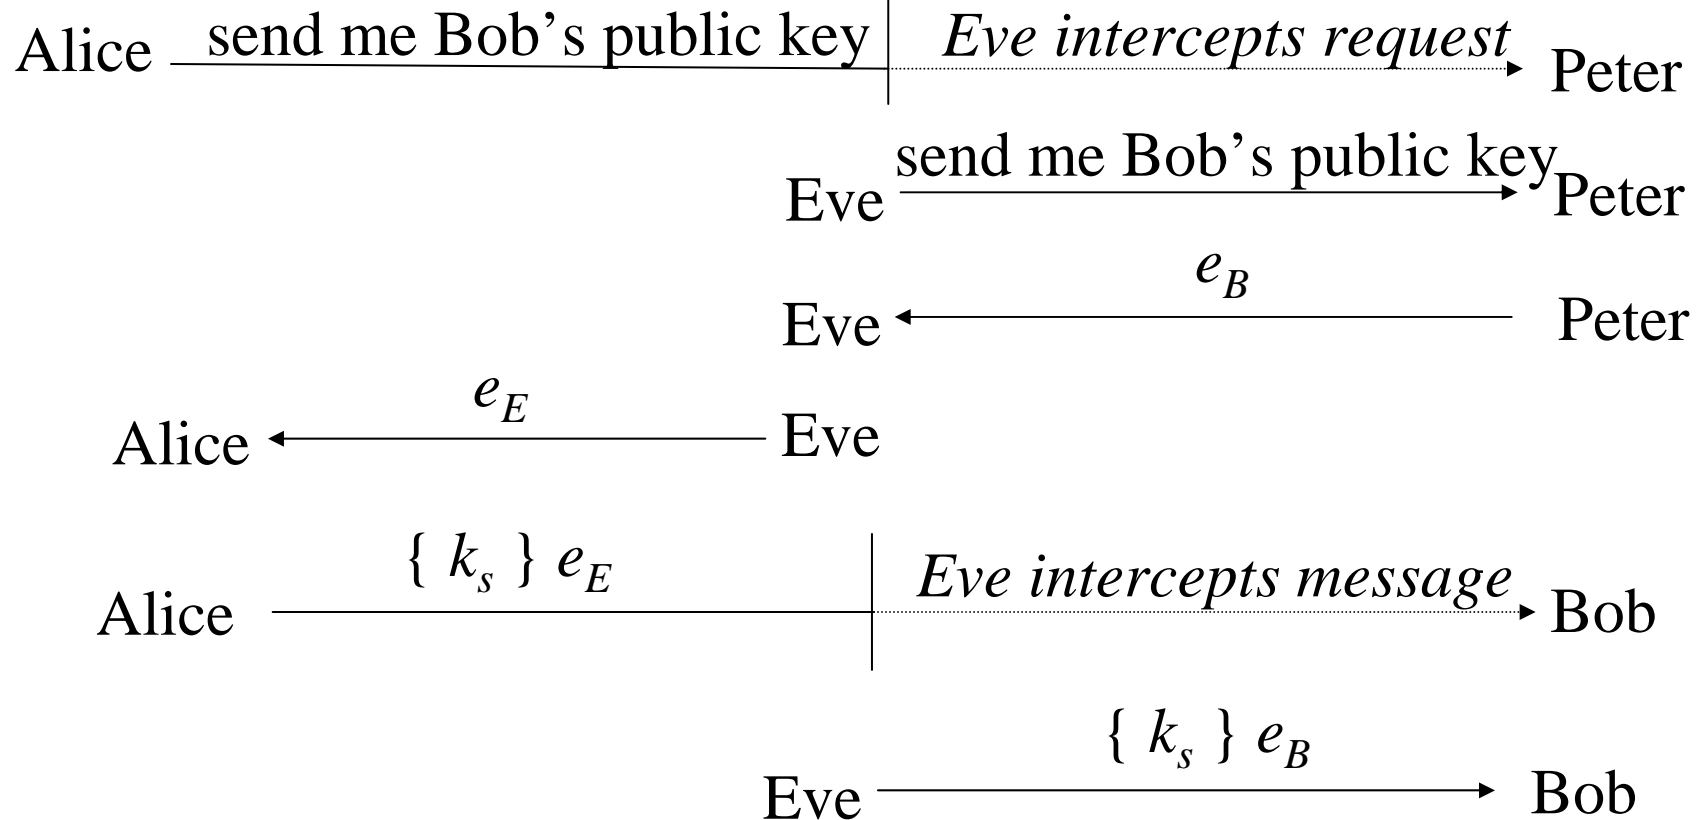 Alice send me Bob’s public key Eve intercepts request Peter
Eve send me Bob’s public key Peter
e_B
Eve Peter
e_E
Alice Eve
{ k_s } e_E
Alice Eve intercepts message Bob
{ k_s } e_B
Eve Bob